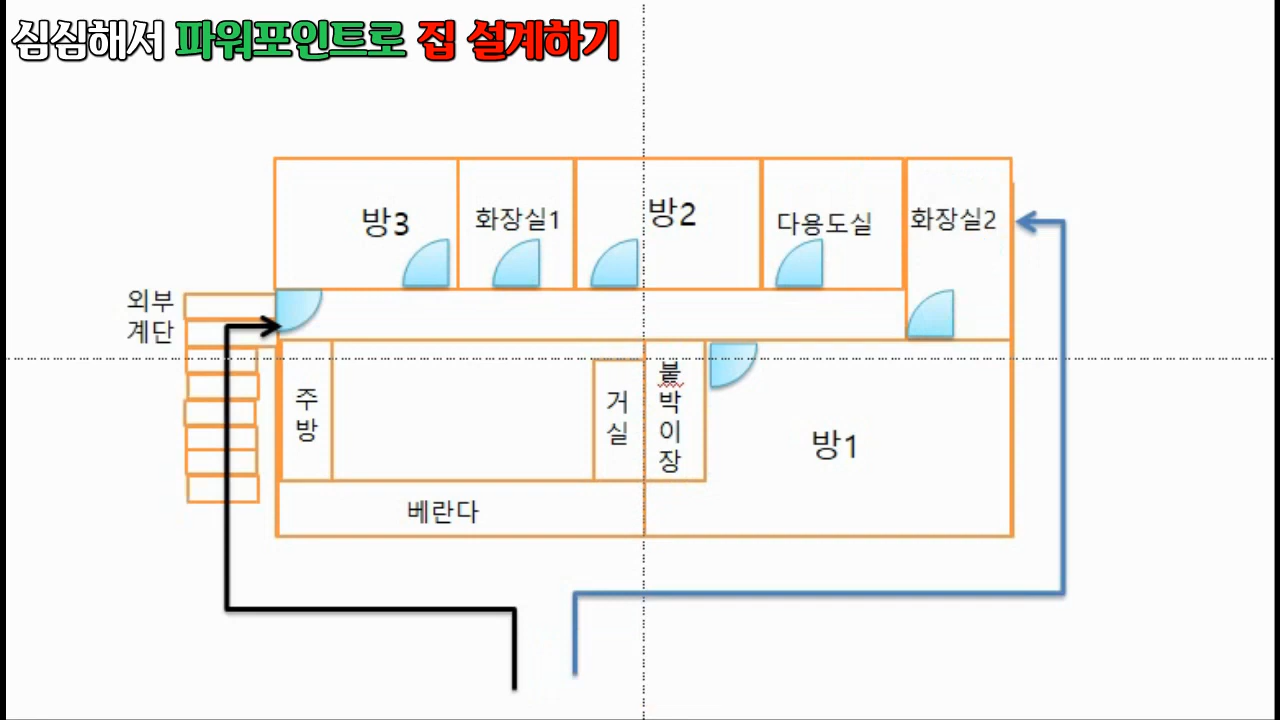 심심해서 파워포인트로 집 설계하기
방3
화장실1
방2
다용도실
화장실2
외부
계단
주
방
거
실
붙
박
이
장
방1
베란다